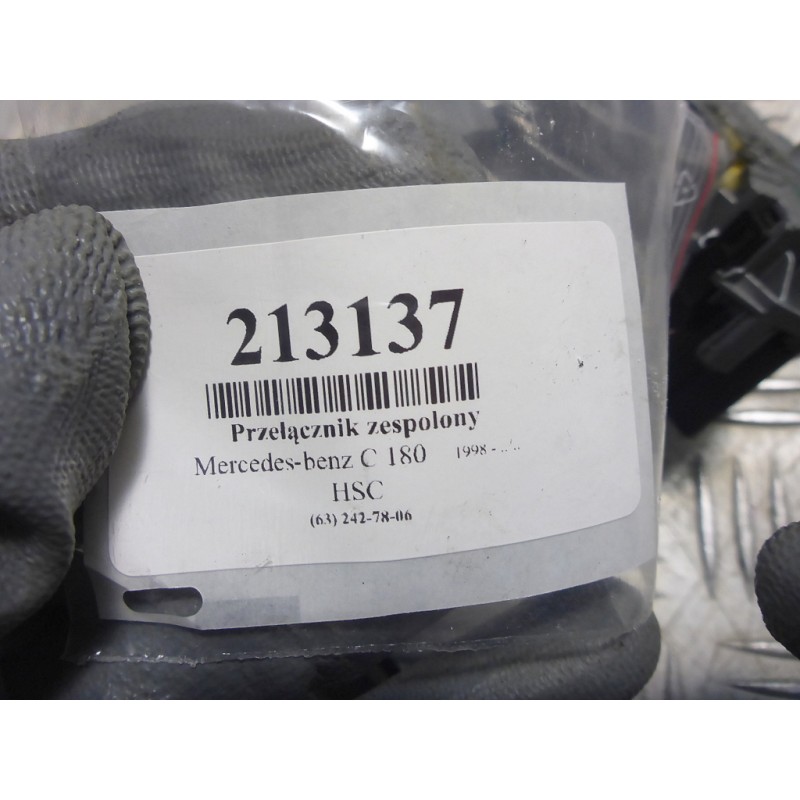 213137
Przełącznik zespolony
Mercedes-benz C 180 1998 - .. ..
HSC
(63) 242-78-06